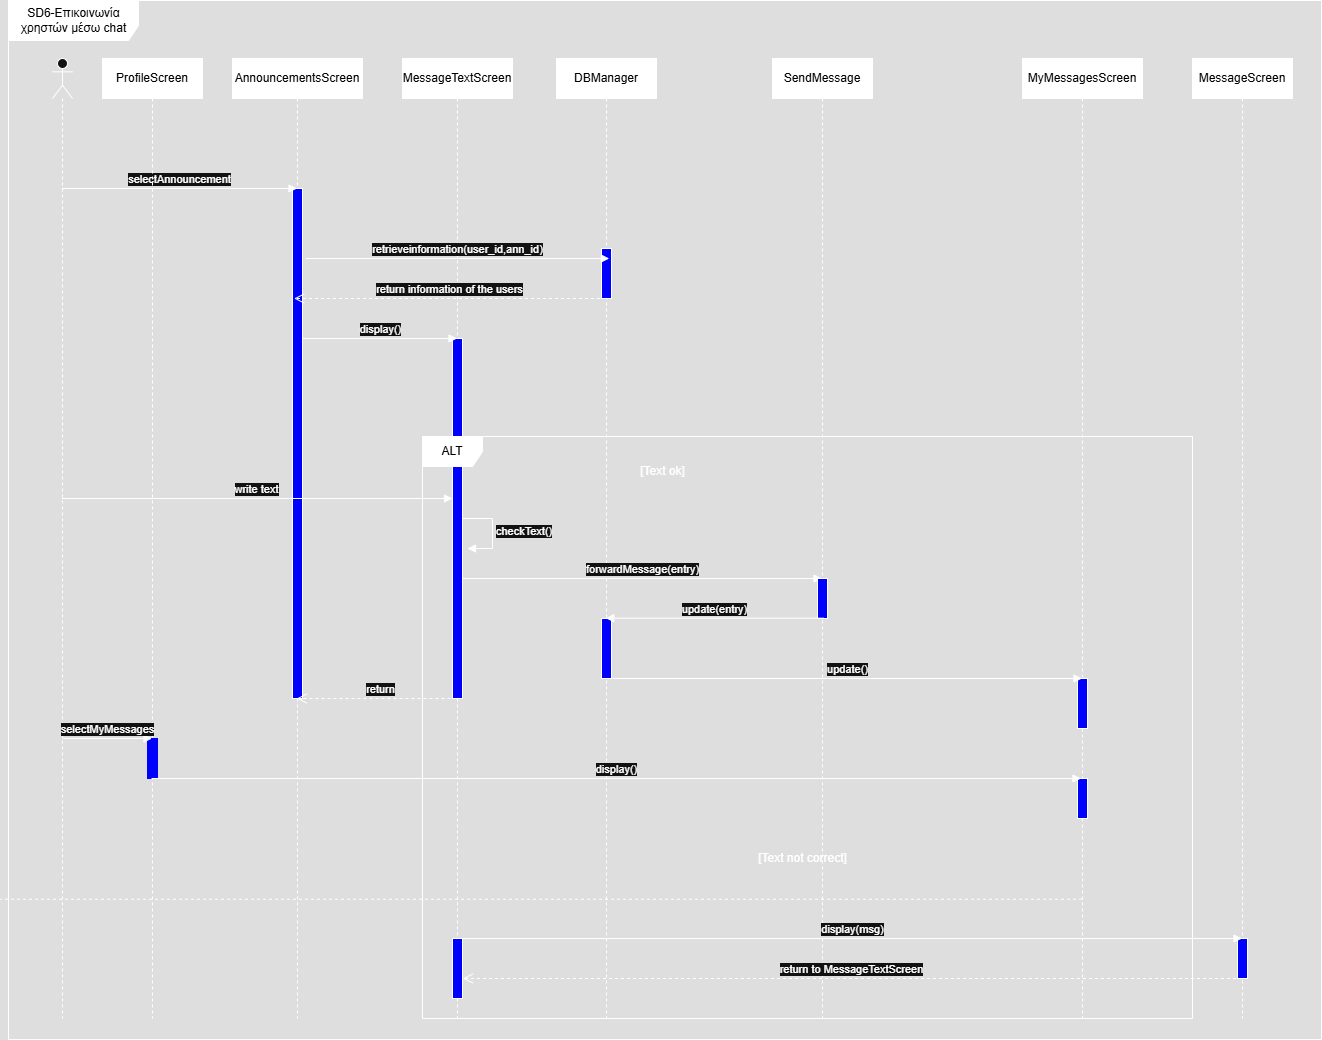 SD6-Επικοινωνία
χρηστών μέσω chat
ProfileScreen
AnnouncementsScreen
MessageTextScreen
DBManager
SendMessage
MyMessagesScreen
MessageScreen
selectAnnouncement
retrieveinformation(user_id,ann_id)
return information of the users
display()
ALT
[Text ok]
write text
checkText()
forwardMessage(entry)
update(entry)
update()
return
selectMyMessages
display()
[Text not correct]
display(msg)
return to MessageTextScreen